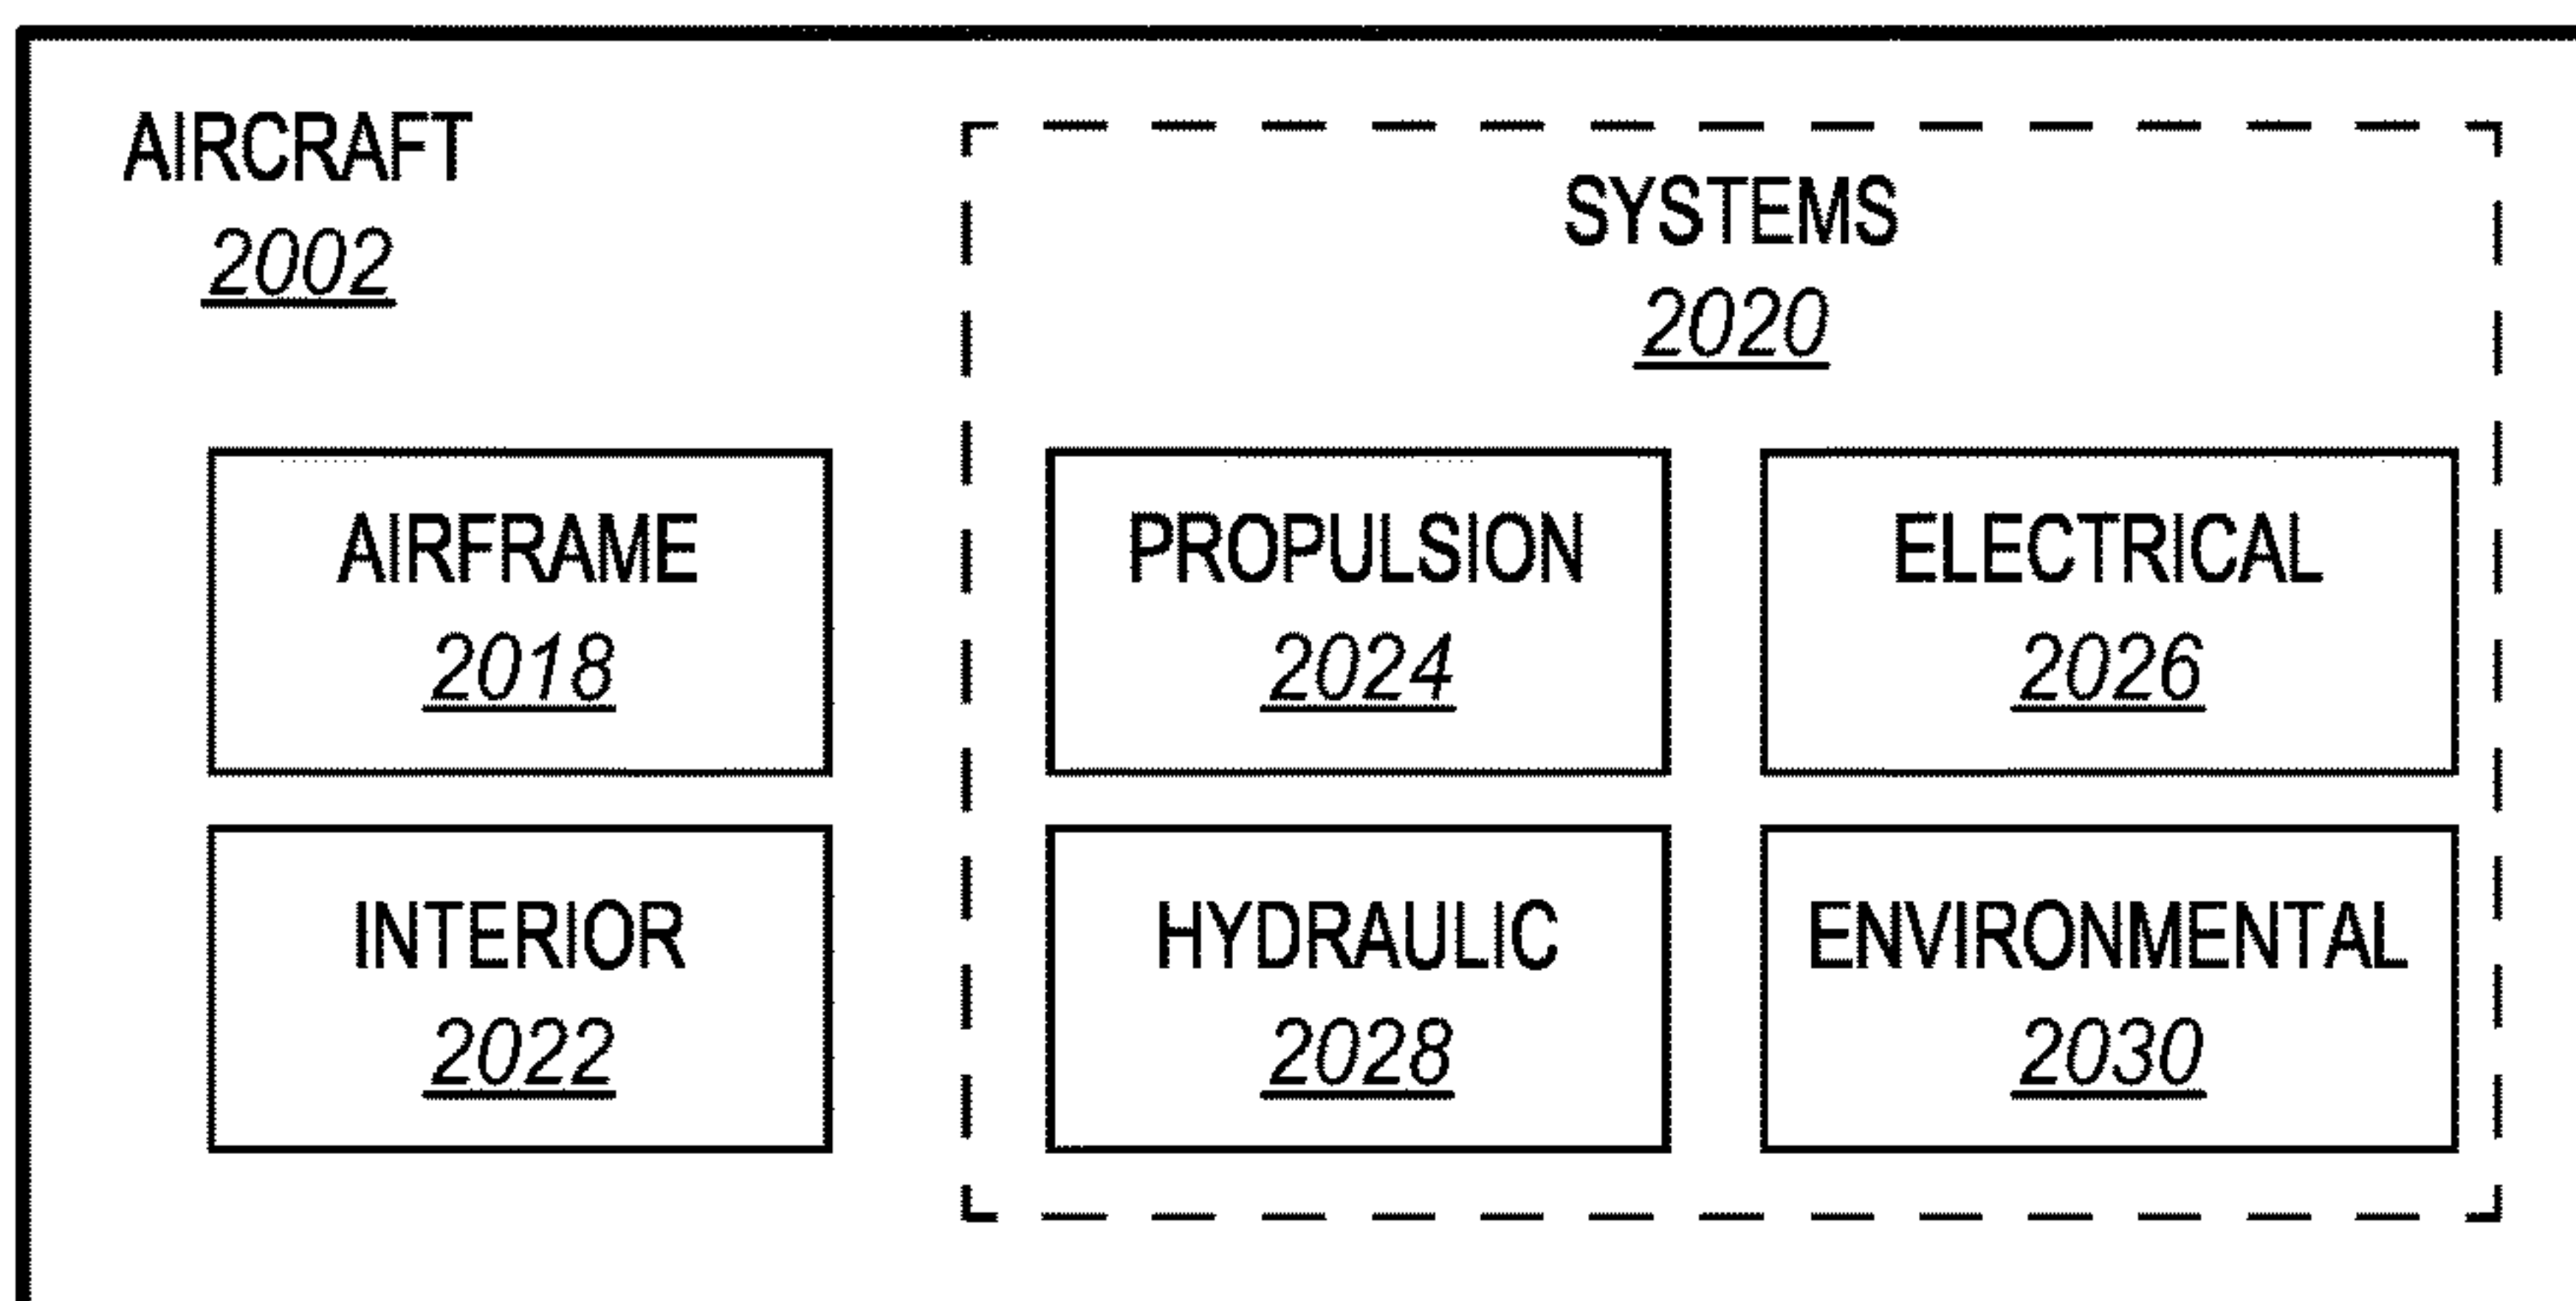 AIRCRAFT
2002
SYSTEMS
2020
AIRFRAME
2018
PROPULSION
2024
ELECTRICAL
2026
INTERIOR
2022
HYDRAULIC
2028
ENVIRONMENTAL
2030